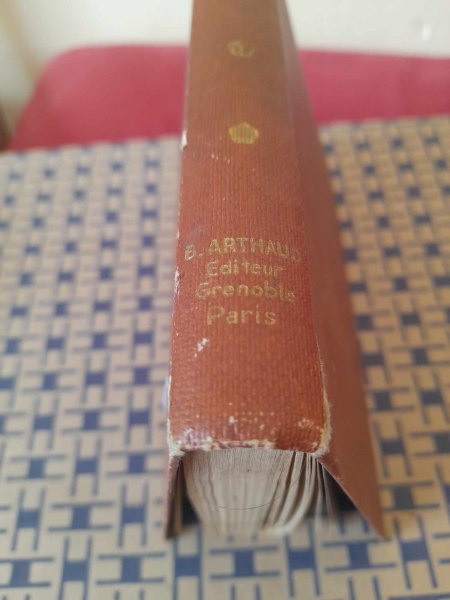 B. ARTHAUD
Editeur
Grenoble
Paris